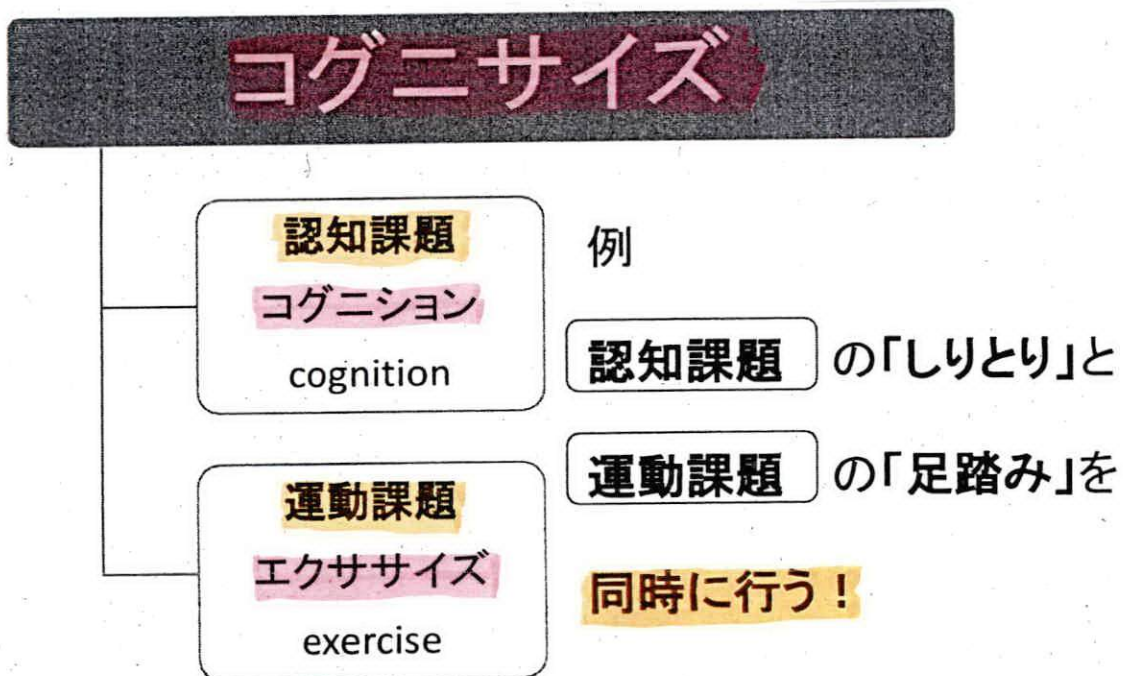 コグニサイズ
認知課題
コグニション
cognition
運動課題
エクササイズ
exercise
例
認知課題 の「しりとり」と
運動課題 の「足踏み」を
同時に行う！